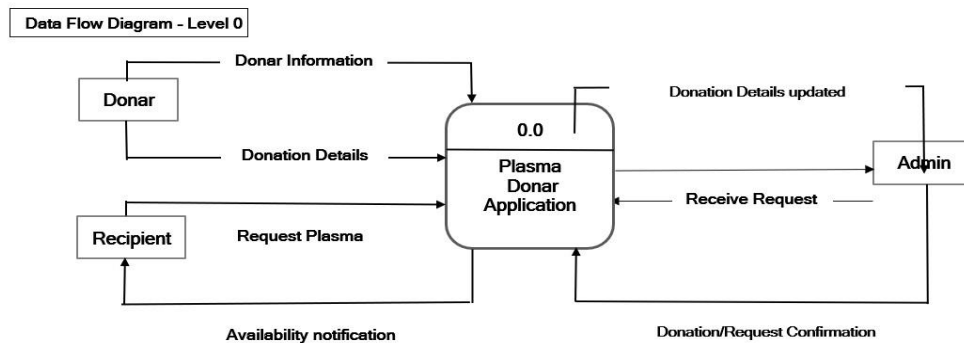 Data Flow Diagram - Level 0
Donar Information
Donar
Donation Details updated
0.0
Donation Details
Plasma
Donar
Application
Admin
Receive Request
Recipient
Request Plasma
Availability notification
Donation/Request Confirmation